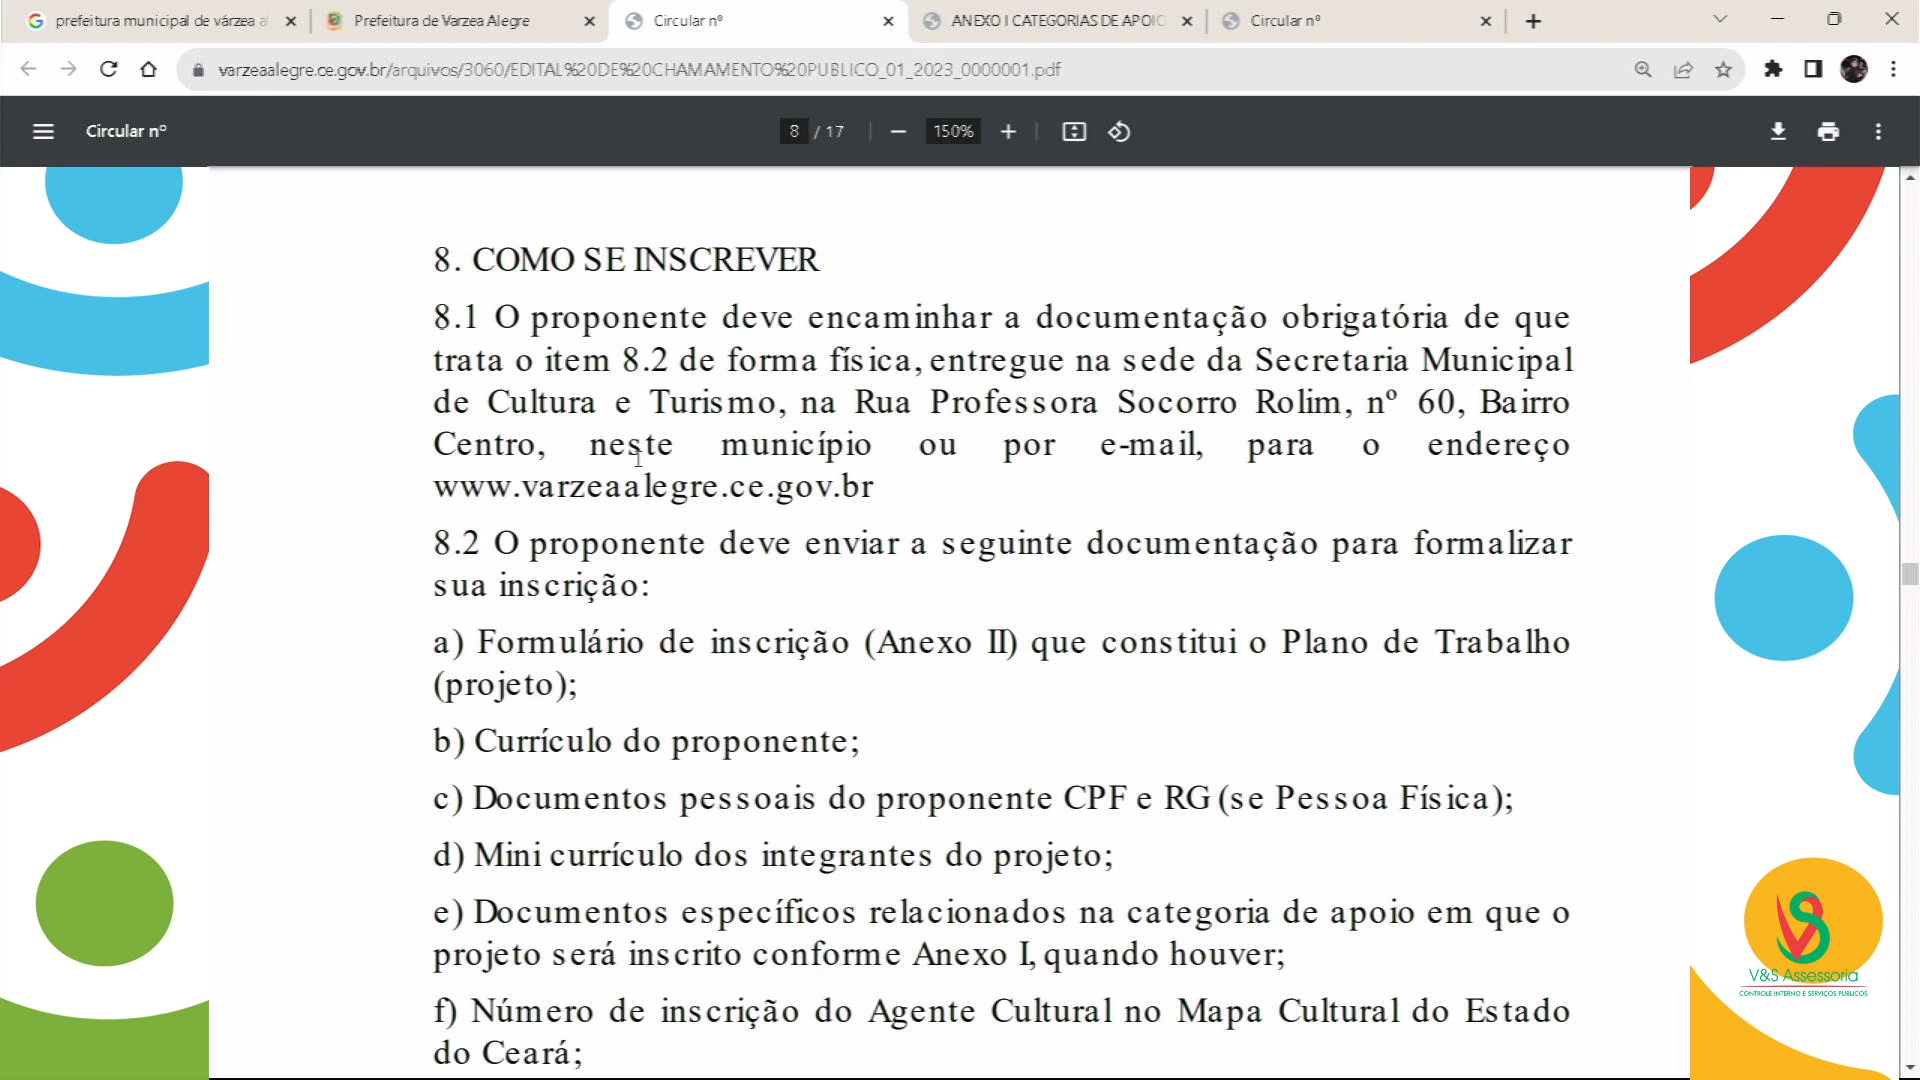 prefeitura municipal de várzea al
Prefeitura de Varzea Alegre
Circular nº
ANEXO I CATEGORIAS DE APOIO
Circular nº
varzeaalegre.ce.gov.br/arquivos/3060/EDITAL%20DE%20CHAMAMENTO%20PUBLICO_01_2023_0000001.pdf
Circular nº
8 / 17
150%
8. COMO SE INSCREVER
8.1 O proponente deve encaminhar a documentação obrigatória de que
trata o item 8.2 de forma física, entregue na sede da Secretaria Municipal
de Cultura e Turismo, na Rua Professora Socorro Rolim, nº 60, Bairro
Centro, neste município ou por e-mail, para o endereço
www.varzeaalegre.ce.gov.br
8.2 O proponente deve enviar a seguinte documentação para formalizar
sua inscrição:
a) Formulário de inscrição (Anexo II) que constitui o Plano de Trabalho
(projeto);
b) Currículo do proponente;
c) Documentos pessoais do proponente CPF e RG (se Pessoa Física);
d) Mini currículo dos integrantes do projeto;
e) Documentos específicos relacionados na categoria de apoio em que o
projeto será inscrito conforme Anexo I, quando houver;
f) Número de inscrição do Agente Cultural no Mapa Cultural do Estado
do Ceará;
VS
V&S Assessoria
CONTROLE INTERNO E SERVIÇOS PÚBLICOS